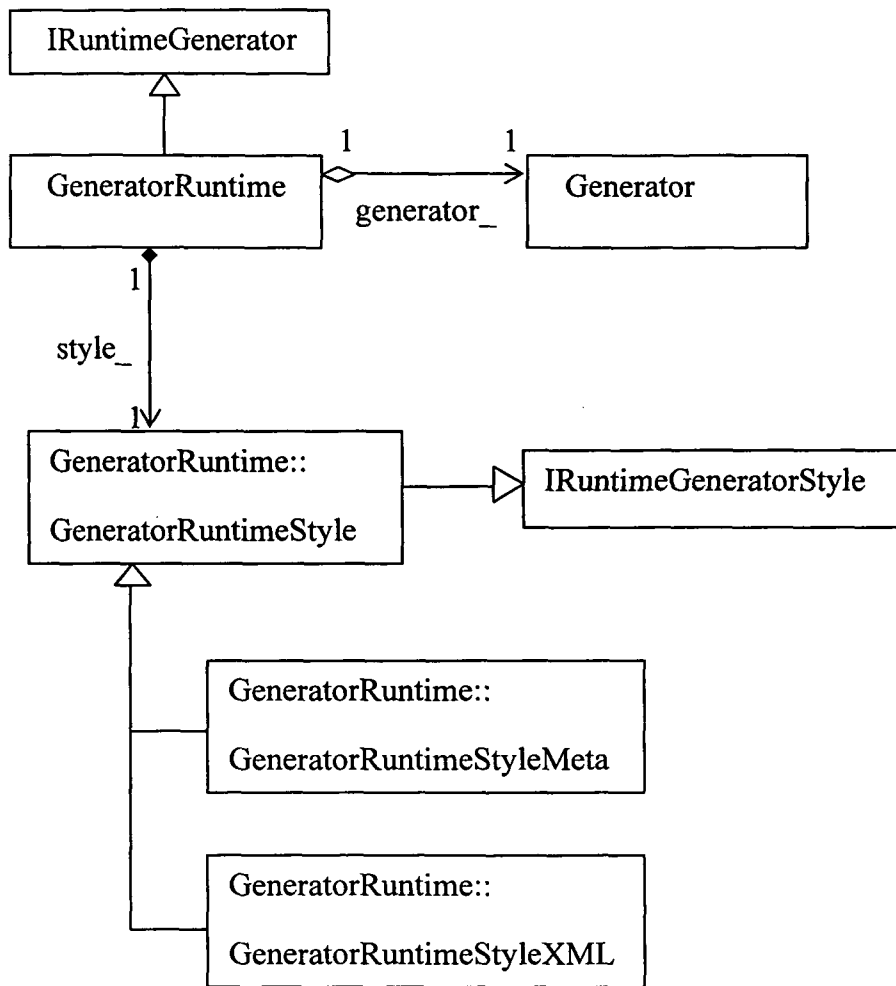 IRuntimeGenerator
1 1
GeneratorRuntime
Generator
generator_
1
style_
1
GeneratorRuntime::
GeneratorRuntimeStyle
IRuntimeGeneratorStyle
GeneratorRuntime::
GeneratorRuntimeStyleMeta
GeneratorRuntime::
GeneratorRuntimeStyleXML